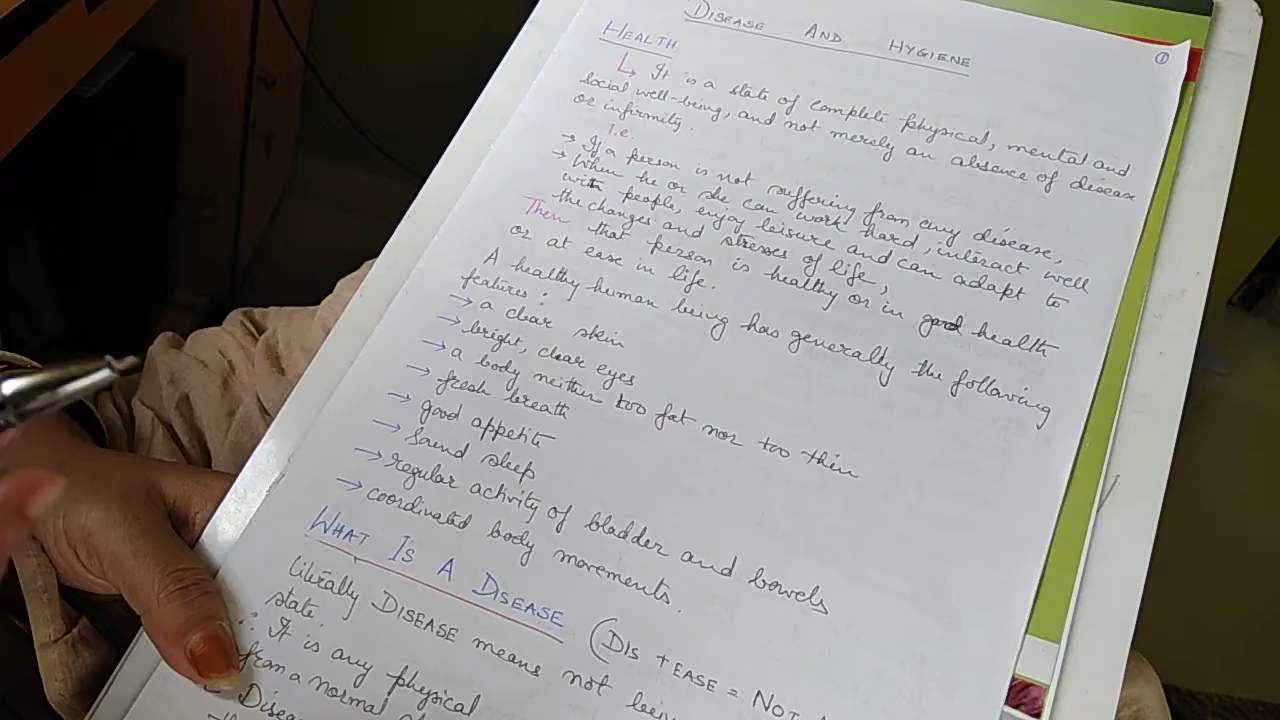 DISEASE AND HYGIENE
①
HEALTH
↳ It is a state of complete physical, mental and
social well-being, and not merely an absence of disease
or infirmity.
I.e.
→ If a person is not suffering from any disease,
→ When he or she can work hard, interact well
with people, enjoy leisure and can adapt to
the changes and stresses of life,
Then that person is healthy or in good health
or at ease in life.
A healthy human being has generally the following
features:
→ a clear skin
→ bright, clear eyes
→ a body neither too fat nor too thin
→ fresh breath
→ good appetite
→ sound sleep
→ regular activity of bladder and bowels
→ coordinated body movements.
WHAT IS A DISEASE (DIS + EASE = NOT
Literally DISEASE means not being
state.
∴ It is any physical
from a normal